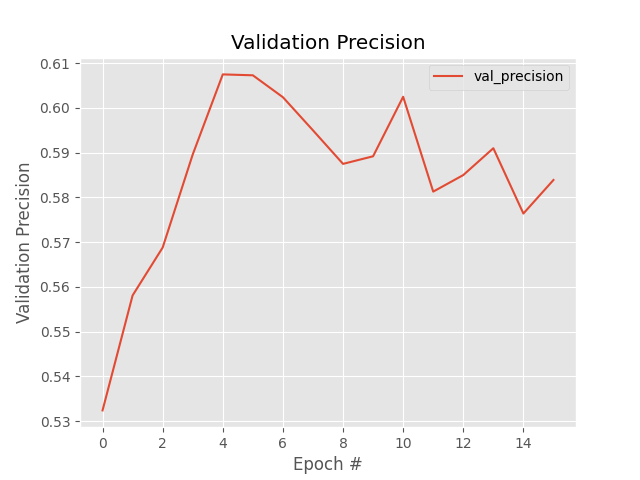 Validation Precision
val_precision
Validation Precision
0.61
0.60
0.59
0.58
0.57
0.56
0.55
0.54
0.53
0 2 4 6 8 10 12 14
Epoch #